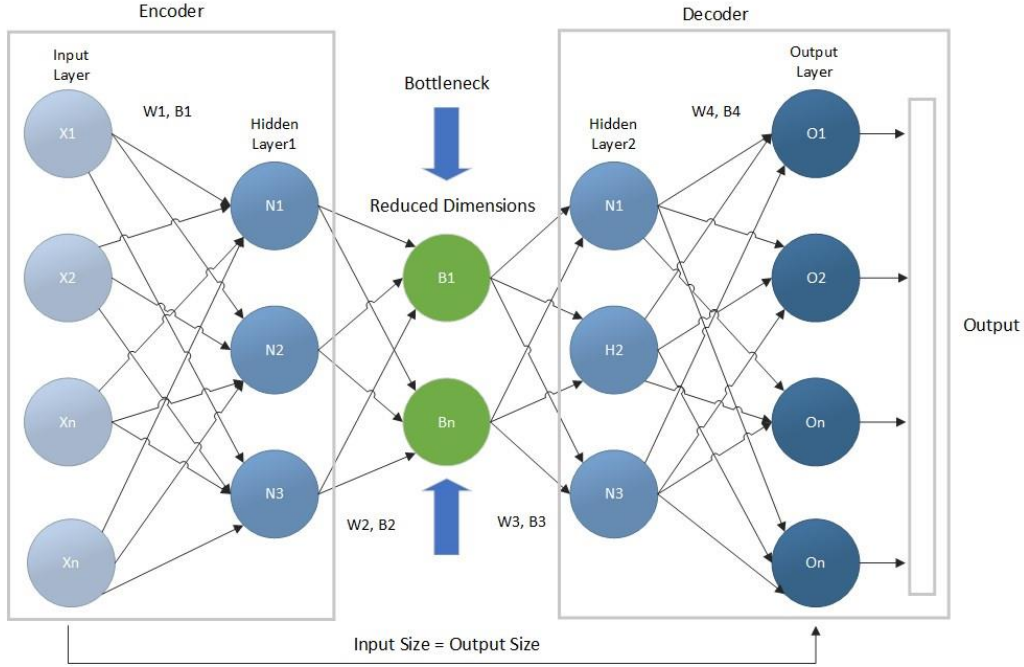 Encoder
Decoder
Input
Layer
Output
Layer
Bottleneck
W1, B1
W4, B4
Hidden
Layer1
Hidden
Layer2
X1
O1
Reduced Dimensions
N1
N1
X2
B1
O2
Output
N2
H2
Xn
Bn
On
N3
N3
W2, B2
W3, B3
Xn
On
Input Size = Output Size